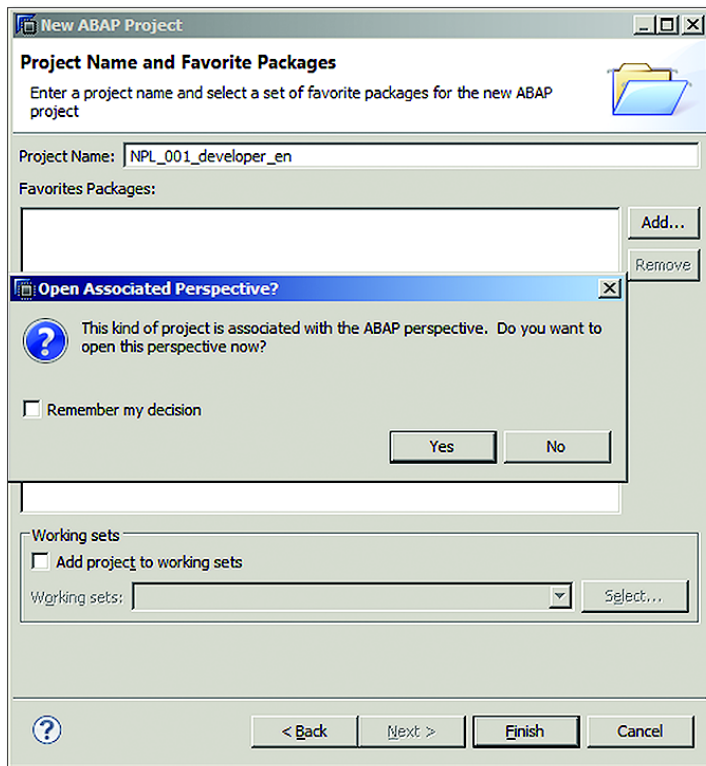 New ABAP Project
Project Name and Favorite Packages
Enter a project name and select a set of favorite packages for the new ABAP
project
Project Name: NPL_001_developer_en
Favorites Packages:
Add...
Remove
Open Associated Perspective?
This kind of project is associated with the ABAP perspective. Do you want to
open this perspective now?
Remember my decision
Yes No
Working sets
Add project to working sets
Working sets: Select...
< Back Next > Finish Cancel